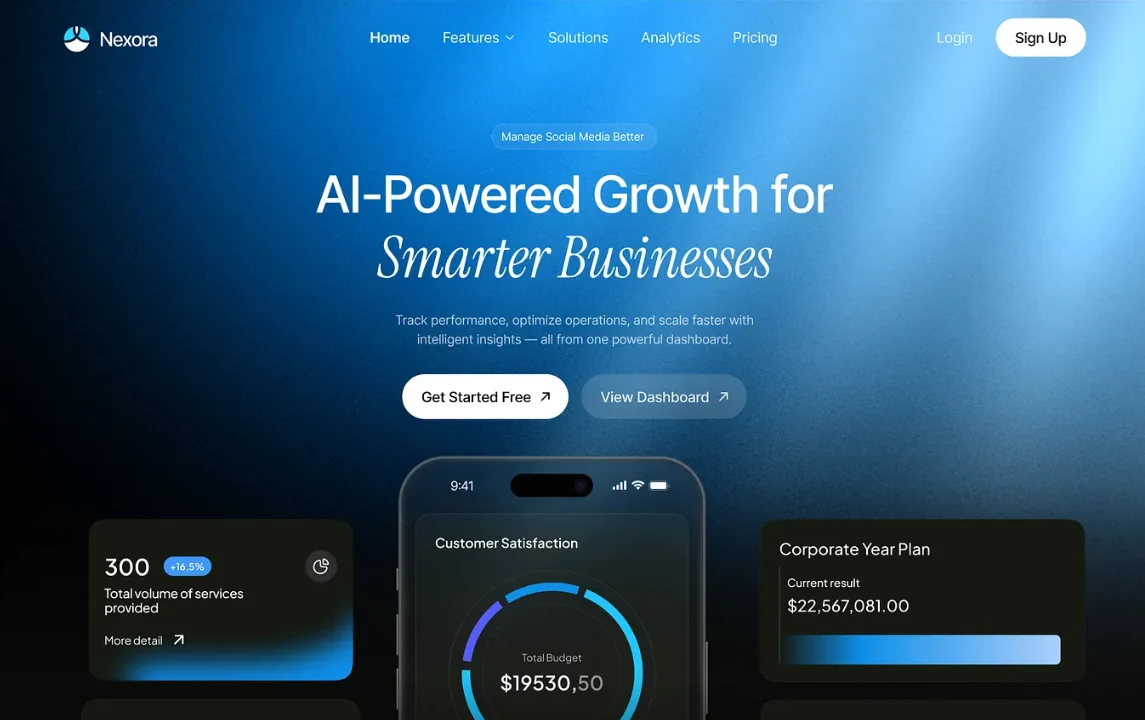 Nexora
Home
Features
Solutions
Analytics
Pricing
Login
Sign Up
Manage Social Media Better
AI-Powered Growth for
Smarter Businesses
Track performance, optimize operations, and scale faster with
intelligent insights — all from one powerful dashboard.
Get Started Free
View Dashboard
9:41
300
+16,5%
Total volume of services
provided
More detail
Customer Satisfaction
Total Budget
$19530,50
Corporate Year Plan
Current result
$22,567,081.00